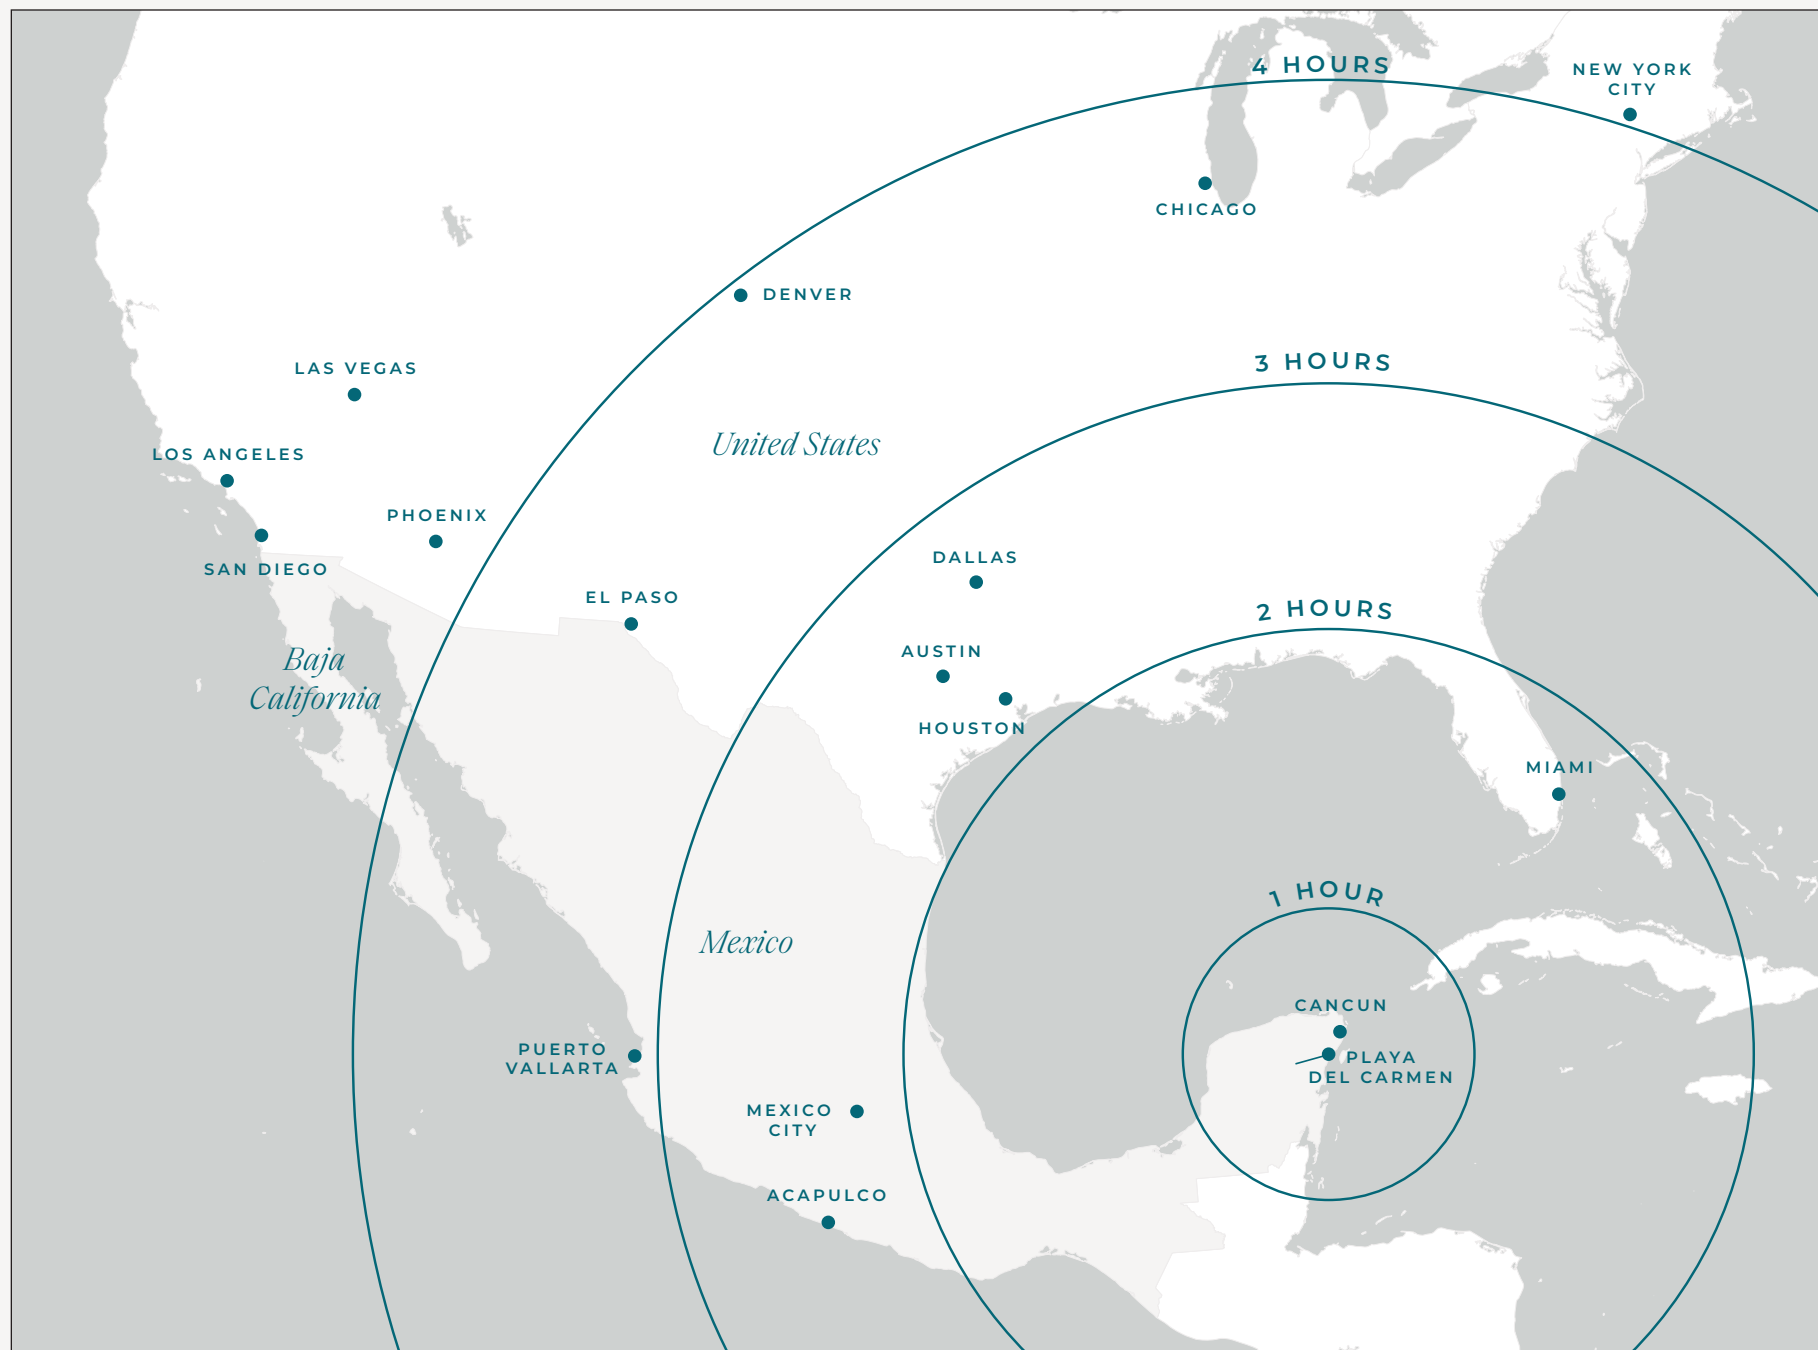 4 HOURS
NEW YORK
CITY
CHICAGO
DENVER
3 HOURS
LAS VEGAS
United States
LOS ANGELES
PHOENIX
DALLAS
SAN DIEGO
EL PASO
2 HOURS
AUSTIN
Baja
California
HOUSTON
MIAMI
1 HOUR
Mexico
CANCUN
PUERTO
VALLARTA
PLAYA
DEL CARMEN
MEXICO
CITY
ACAPULCO